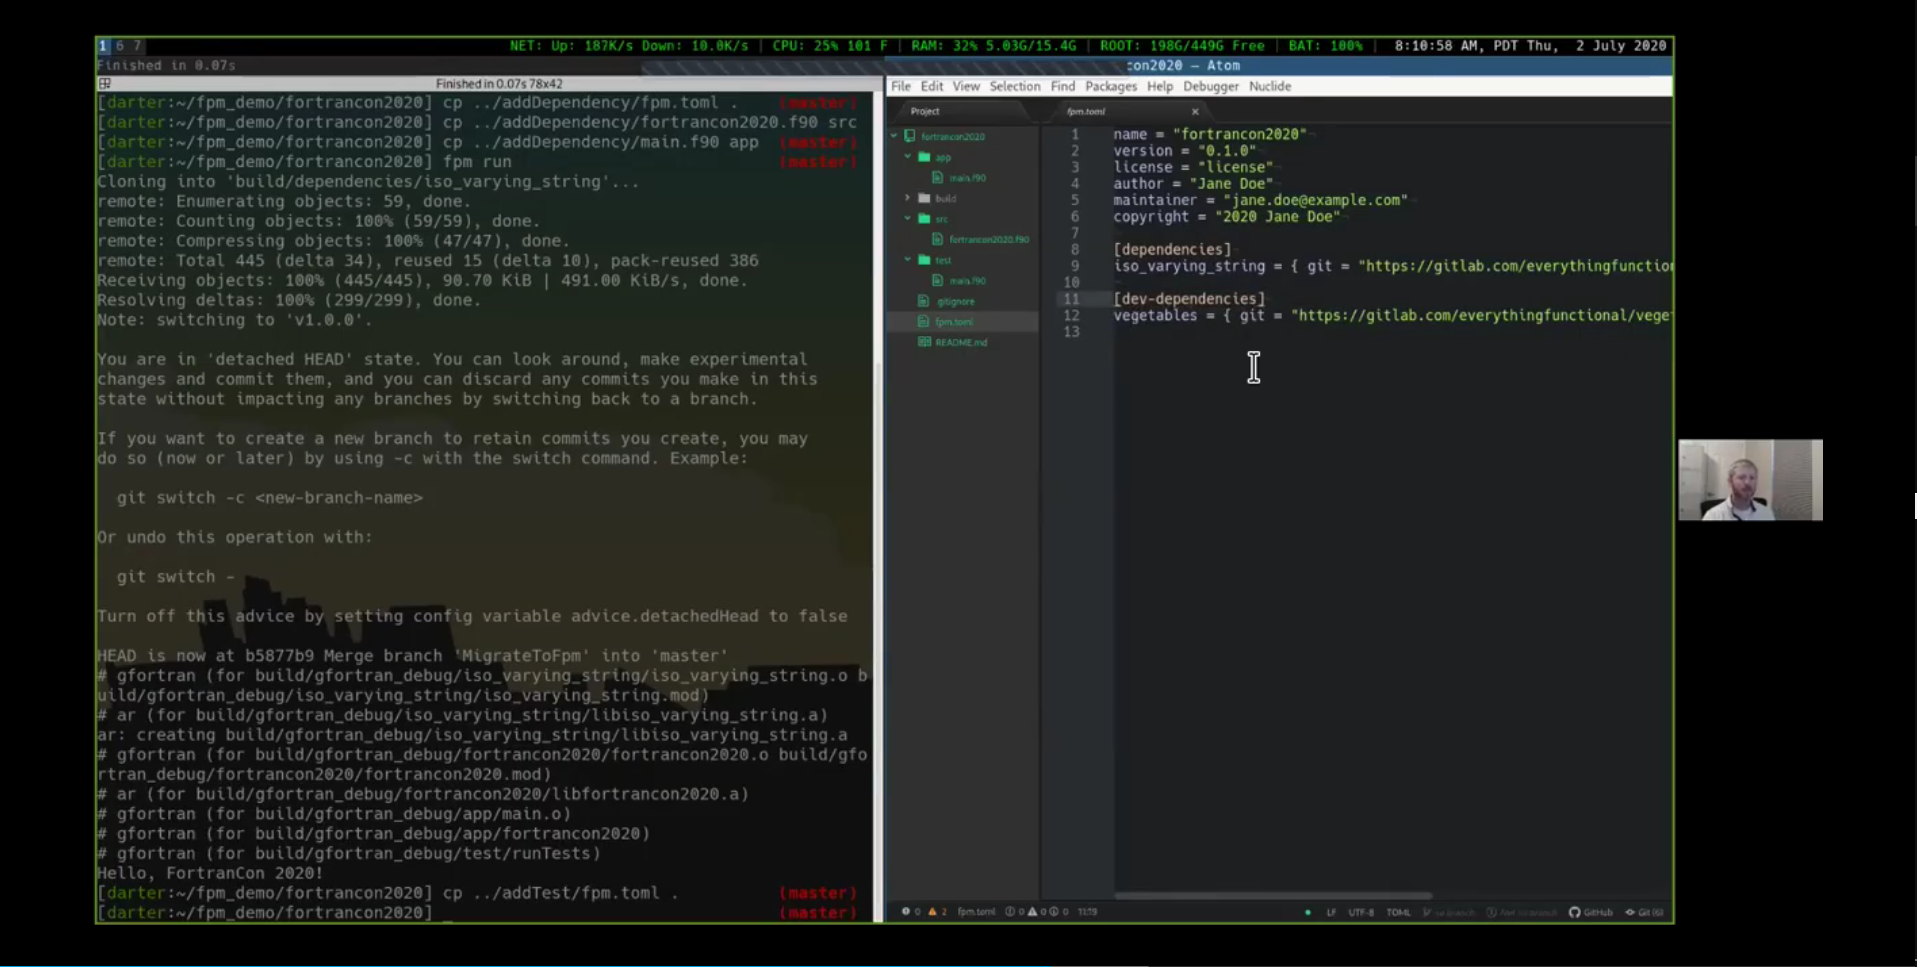 1 6 7
NET: Up: 187K/s Down: 10.0K/s | CPU: 25% 101 F | RAM: 32% 5.03G/15.4G | ROOT: 198G/449G Free | BAT: 100% | 8:10:58 AM, PDT Thu, 2 July 2020
Finished in 0.07s
Finished in 0.07s 78x42
[darter:~/fpm_demo/fortrancon2020] cp ../addDependency/fpm.toml . (master)
[darter:~/fpm_demo/fortrancon2020] cp ../addDependency/fortrancon2020.f90 src
[darter:~/fpm_demo/fortrancon2020] cp ../addDependency/main.f90 app (master)
[darter:~/fpm_demo/fortrancon2020] fpm run (master)
Cloning into 'build/dependencies/iso_varying_string'...
remote: Enumerating objects: 59, done.
remote: Counting objects: 100% (59/59), done.
remote: Compressing objects: 100% (47/47), done.
remote: Total 445 (delta 34), reused 15 (delta 10), pack-reused 386
Receiving objects: 100% (445/445), 90.70 KiB | 491.00 KiB/s, done.
Resolving deltas: 100% (299/299), done.
Note: switching to 'v1.0.0'.
You are in 'detached HEAD' state. You can look around, make experimental
changes and commit them, and you can discard any commits you make in this
state without impacting any branches by switching back to a branch.
If you want to create a new branch to retain commits you create, you may
do so (now or later) by using -c with the switch command. Example:
git switch -c <new-branch-name>
Or undo this operation with:
git switch -
Turn off this advice by setting config variable advice.detachedHead to false
HEAD is now at b5877b9 Merge branch 'MigrateToFpm' into 'master'
# gfortran (for build/gfortran_debug/iso_varying_string/iso_varying_string.o b
uild/gfortran_debug/iso_varying_string/iso_varying_string.mod)
# ar (for build/gfortran_debug/iso_varying_string/libiso_varying_string.a)
ar: creating build/gfortran_debug/iso_varying_string/libiso_varying_string.a
# gfortran (for build/gfortran_debug/fortrancon2020/fortrancon2020.o build/gfo
rtran_debug/fortrancon2020/fortrancon2020.mod)
# ar (for build/gfortran_debug/fortrancon2020/libfortrancon2020.a)
# gfortran (for build/gfortran_debug/app/main.o)
# gfortran (for build/gfortran_debug/app/fortrancon2020)
# gfortran (for build/gfortran_debug/test/runTests)
Hello, FortranCon 2020!
[darter:~/fpm_demo/fortrancon2020] cp ../addTest/fpm.toml . (master)
[darter:~/fpm_demo/fortrancon2020] _ (master)
con2020 — Atom
File Edit View Selection Find Packages Help Debugger Nuclide
Project
fortrancon2020
app
main.f90
build
src
fortrancon2020.f90
test
main.f90
.gitignore
fpm.toml
README.md
fpm.toml ×
1 name = "fortrancon2020"
2 version = "0.1.0"
3 license = "license"
4 author = "Jane Doe"
5 maintainer = "jane.doe@example.com"
6 copyright = "2020 Jane Doe"
7
8 [dependencies]
9 iso_varying_string = { git = "https://gitlab.com/everythingfunction
10
11 [dev-dependencies]
12 vegetables = { git = "https://gitlab.com/everythingfunctional/vege
13
0 2 fpm.toml 0 0 0 11:19 LF UTF-8 TOML GitHub